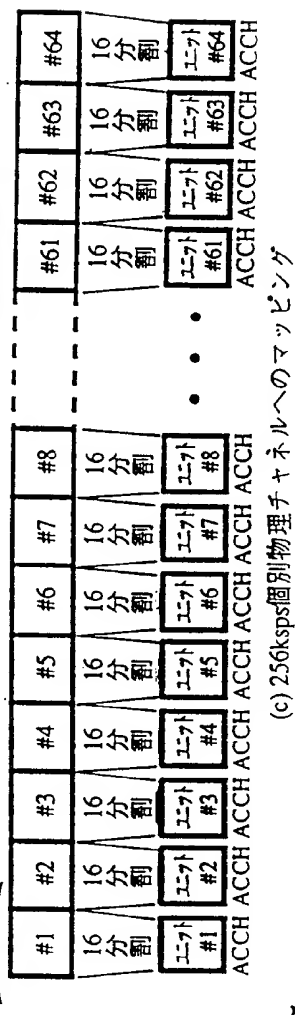 #1 #2 #3 #4 #5 #6 #7 #8 #61 #62 #63 #64
16分割 16分割 16分割 16分割 16分割 16分割 16分割 16分割 16分割 16分割 16分割 16分割
ユニット#1 ユニット#2 ユニット#3 ユニット#4 ユニット#5 ユニット#6 ユニット#7 ユニット#8 • • • ユニット#61 ユニット#62 ユニット#63 ユニット#64
ACCH ACCH ACCH ACCH ACCH ACCH ACCH ACCH ACCH ACCH ACCH ACCH
(c) 256ksps個別物理チャネルへのマッピング